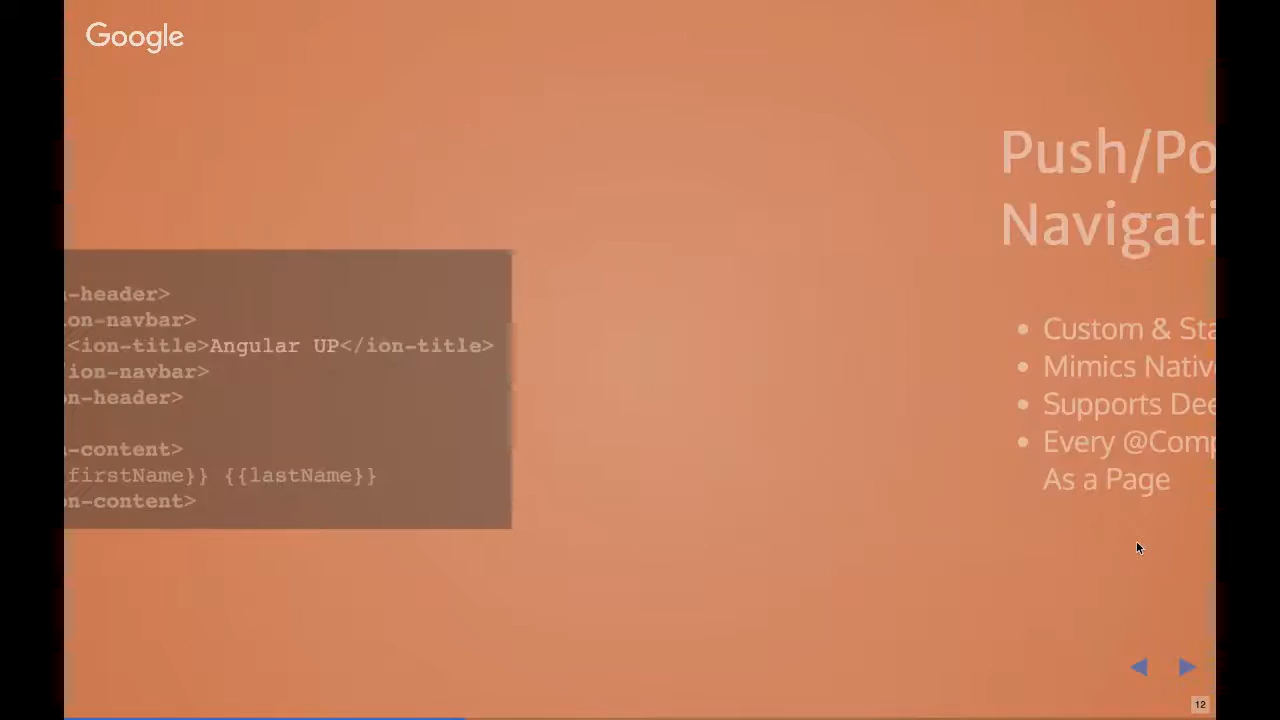 Google
-header>
ion-navbar>
<ion-title>Angular UP</ion-title>
/ion-navbar>
n-header>
n-content>
firstName}} {{lastName}}
on-content>
Push/Po
Navigati
• Custom & Sta
• Mimics Nativ
• Supports Dee
• Every @Comp
As a Page
12